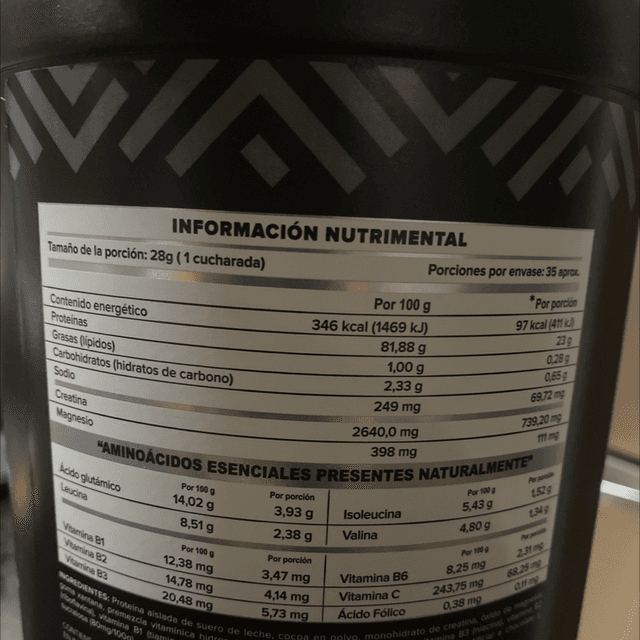 INFORMACIÓN NUTRIMENTAL
Tamaño de la porción: 28g ( 1 cucharada) Porciones por envase: 35 aprox.
Por 100 g *Por porción
Contenido energético 346 kcal (1469 kJ) 97 kcal (411 kJ)
Proteínas 81,88 g 23 g
Grasas (lípidos) 1,00 g 0,28 g
Carbohidratos (hidratos de carbono) 2,33 g 0,65 g
Sodio 249 mg 69,72 mg
Creatina 2640,0 mg 739,20 mg
Magnesio 398 mg 111 mg
"AMINOÁCIDOS ESENCIALES PRESENTES NATURALMENTE"
Por 100 g Por porción Por 100 g Por porción
Ácido glutámico 14,02 g 3,93 g Isoleucina 5,43 g 1,52 g
Leucina 8,51 g 2,38 g Valina 4,80 g 1,34 g
Por 100 g Por porción Por 100 g Por porción
Vitamina B1 12,38 mg 3,47 mg Vitamina B6 8,25 mg 2,31 mg
Vitamina B2 14,78 mg 4,14 mg Vitamina C 243,75 mg 68,25 mg
Vitamina B3 20,48 mg 5,73 mg Ácido Fólico 0,38 mg 0,11 mg
INGREDIENTES: Proteína aislada de suero de leche, cocoa en polvo, monohidrato de creatina,
goma xantana, premezcla vitamínica
vitamina B1